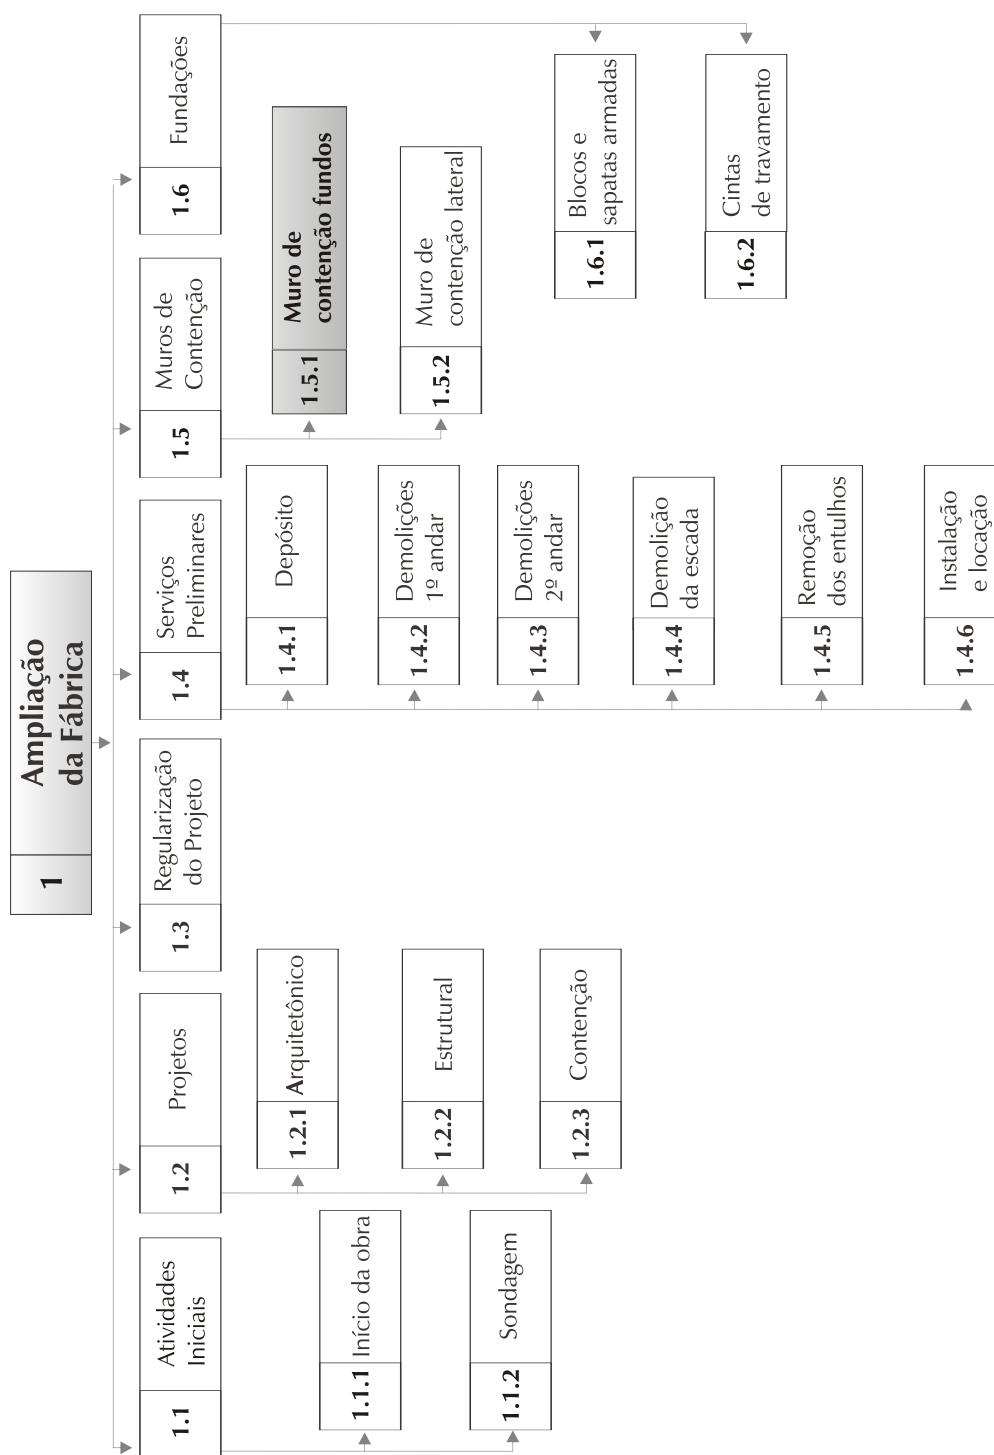 1
Ampliação
da Fábrica
1.1
Atividades
Iniciais
1.1.1
Início da obra
1.1.2
Sondagem
1.2
Projetos
1.2.1
Arquitetônico
1.2.2
Estrutural
1.2.3
Contenção
1.3
Regularização
do Projeto
1.4
Serviços
Preliminares
1.4.1
Depósito
1.4.2
Demolições
1º andar
1.4.3
Demolições
2º andar
1.4.4
Demolição
da escada
1.4.5
Remoção
dos entulhos
1.4.6
Instalação
e locação
1.5
Muros de
Contenção
1.5.1
Muro de
contenção fundos
1.5.2
Muro de
contenção lateral
1.6
Fundações
1.6.1
Blocos e
sapatas armadas
1.6.2
Cintas
de travamento